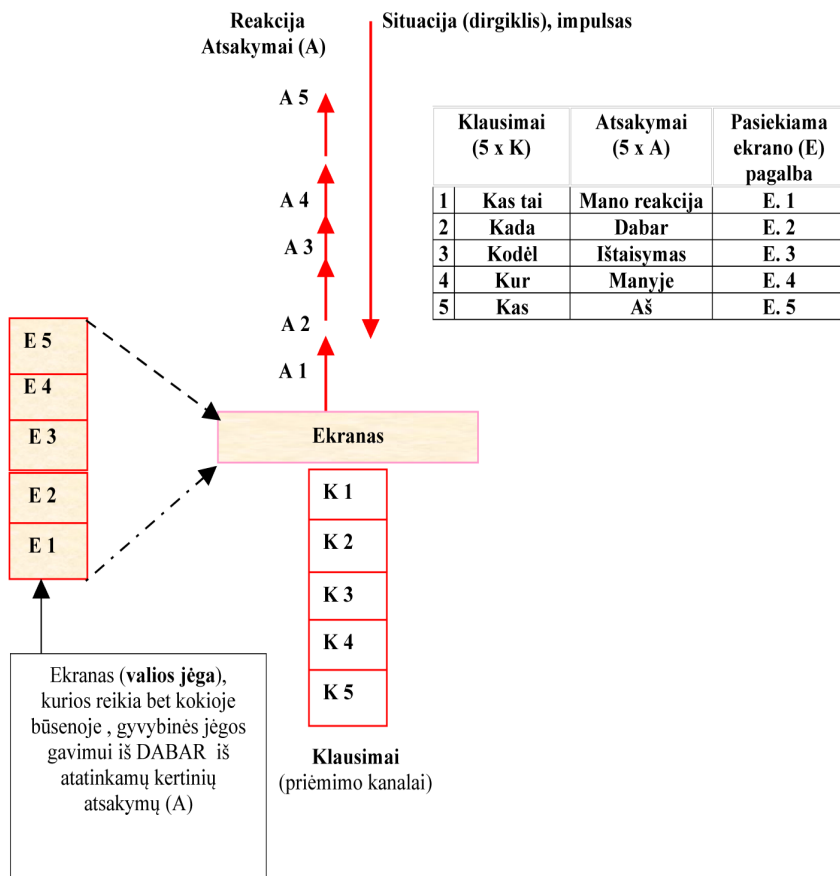 Reakcija
Atsakymai (A)
Situacija (dirgiklis), impulsas
A 5
A 4
A 3
A 2
A 1
Klausimai (5 x K) Atsakymai (5 x A) Pasiekiama ekrano (E) pagalba
1 Kas tai Mano reakcija E. 1
2 Kada Dabar E. 2
3 Kodėl Ištaisymas E. 3
4 Kur Manyje E. 4
5 Kas Aš E. 5
E 5
E 4
E 3
E 2
E 1
Ekranas
K 1
K 2
K 3
K 4
K 5
Klausimai
(priėmimo kanalai)
Ekranas (valios jėga),
kurios reikia bet kokioje
būsenoje , gyvybinės jėgos
gavimui iš DABAR iš
atatinkamų kertinių
atsakymų (A)